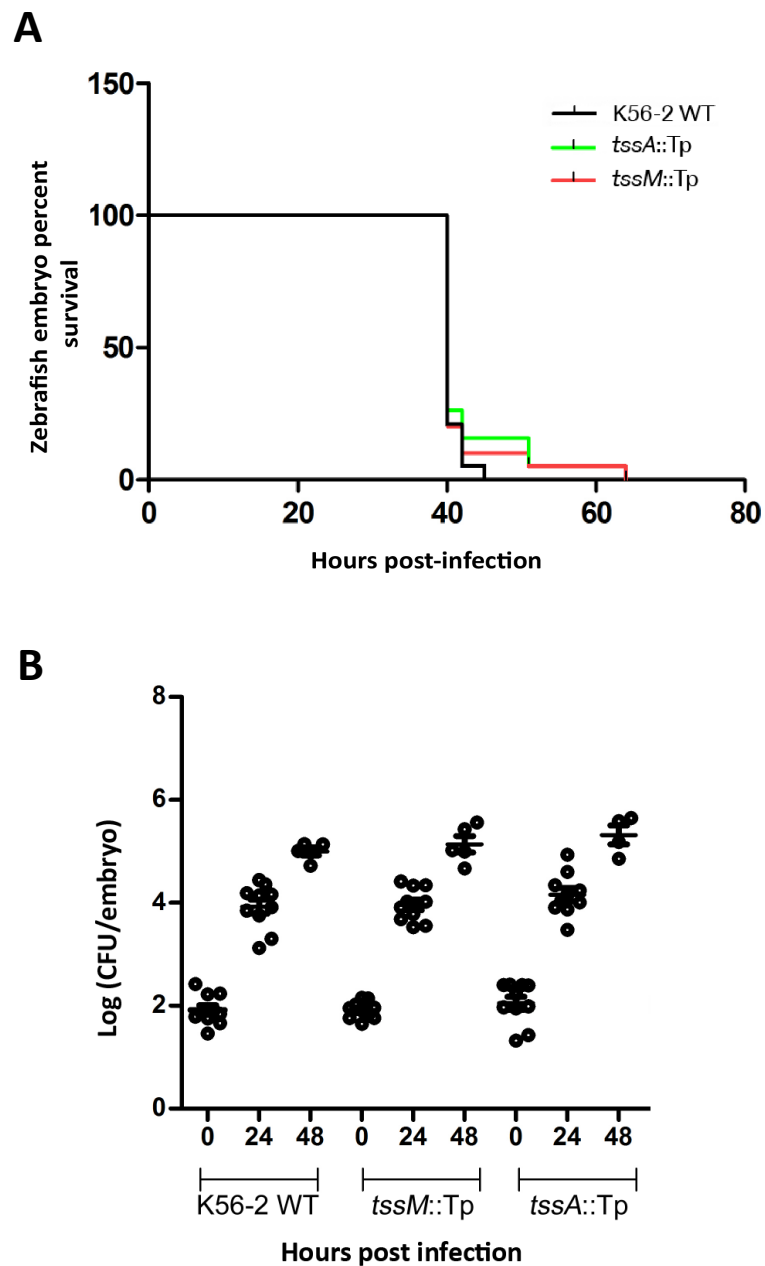 A
150
100
50
0
Zebrafish embryo percent
survival
K56-2 WT
tssA::Tp
tssM::Tp
0 20 40 60 80
Hours post-infection
B
8
6
4
2
0
Log (CFU/embryo)
0 24 48 0 24 48 0 24 48
K56-2 WT tssM::Tp tssA::Tp
Hours post infection